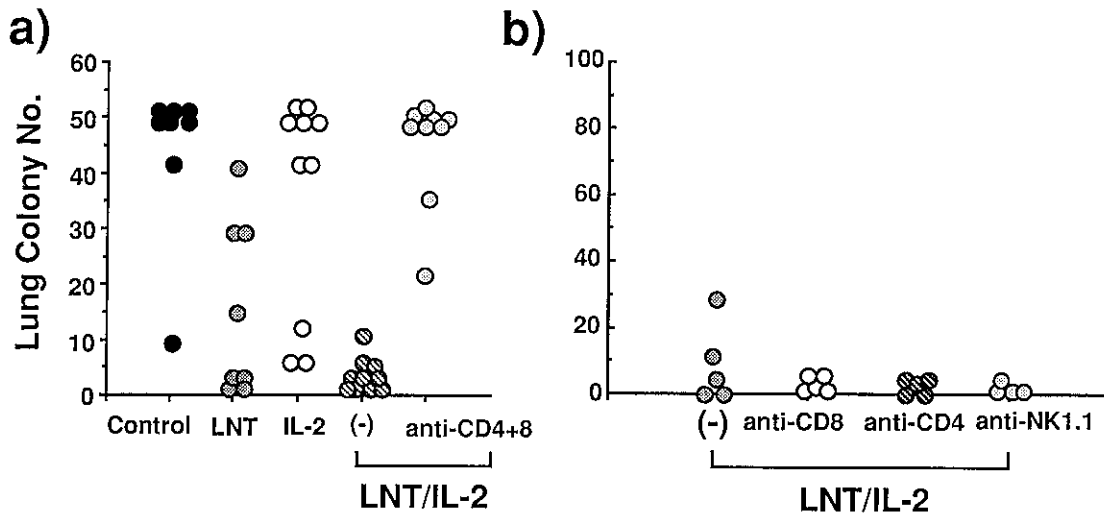 a)
Lung Colony No.
60
50
40
30
20
10
0
Control LNT IL-2 (-) anti-CD4+8
LNT/IL-2
b)
100
80
60
40
20
0
(-) anti-CD8 anti-CD4 anti-NK1.1
LNT/IL-2